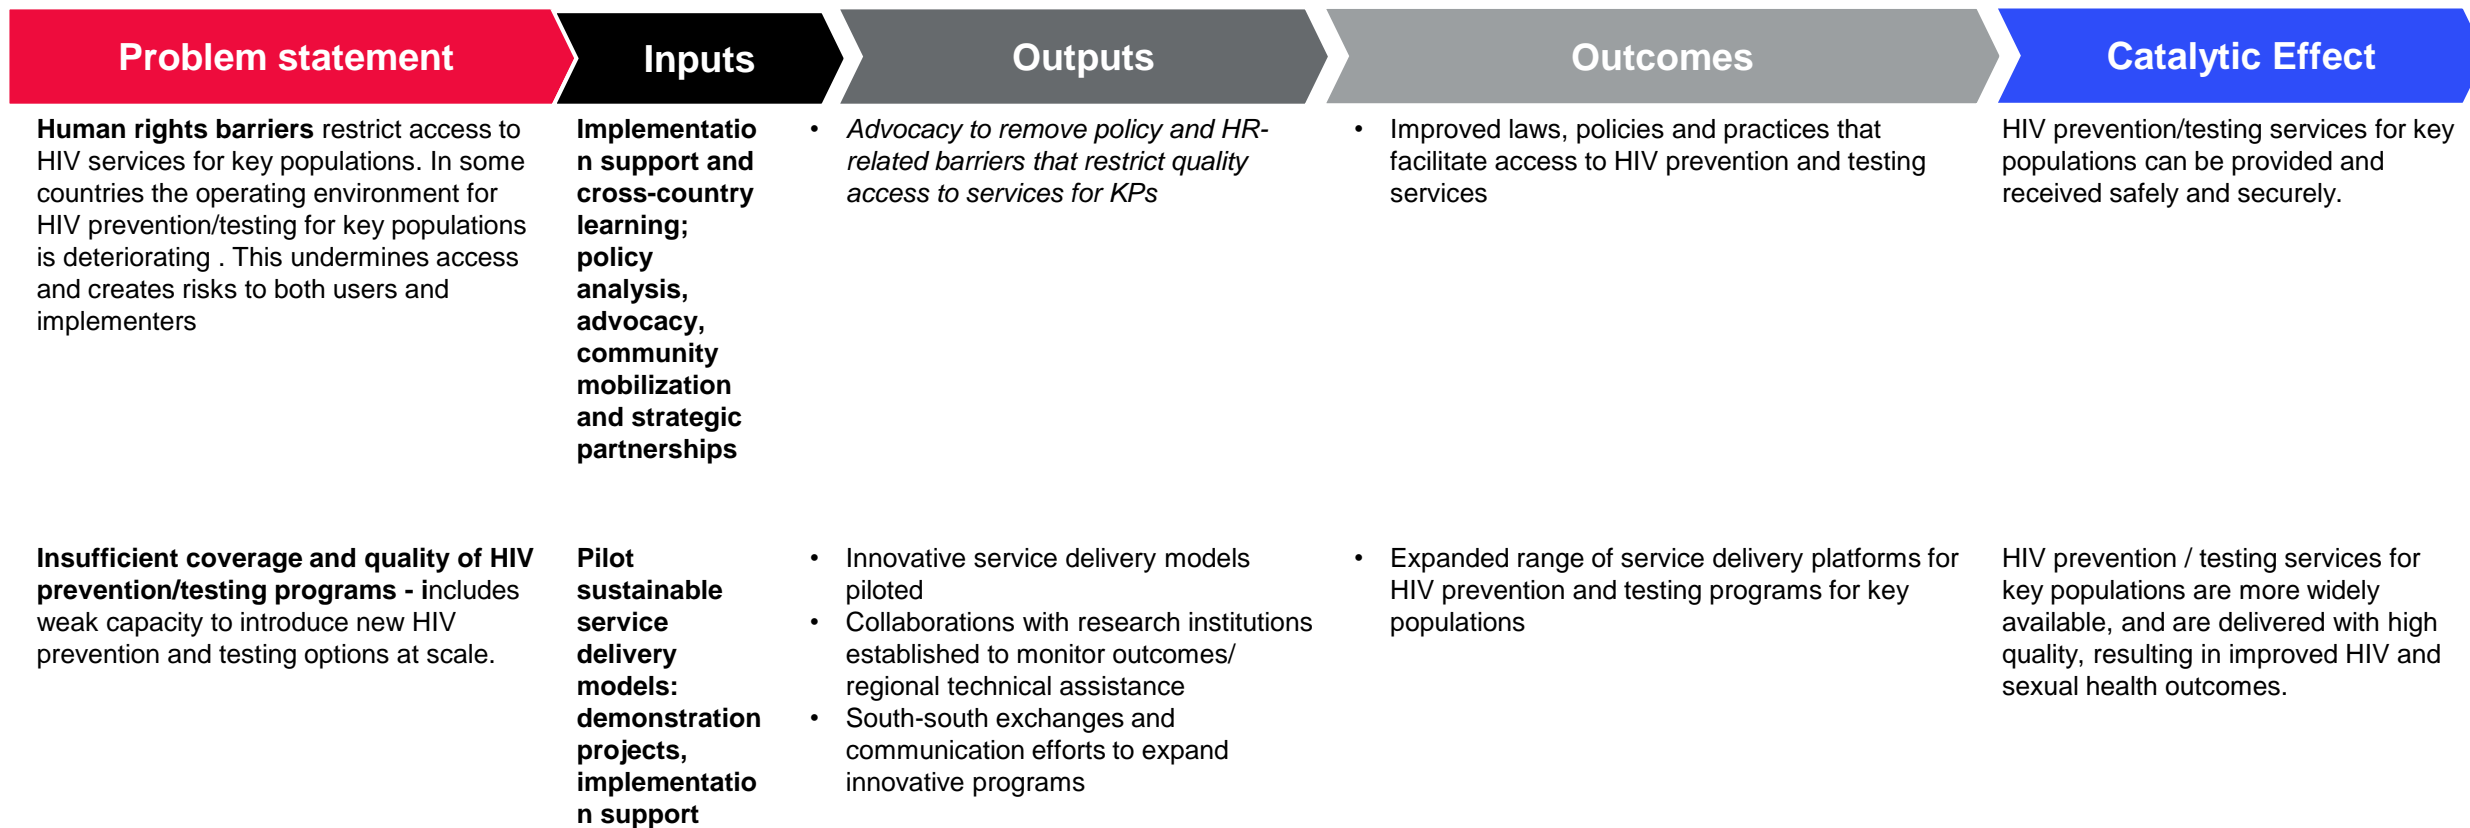 Problem statement
Inputs
Outputs
Outcomes
Catalytic Effect
Human rights barriers restrict access to
HIV services for key populations. In some
countries the operating environment for
HIV prevention/testing for key populations
is deteriorating . This undermines access
and creates risks to both users and
implementers
Implementatio
n support and
cross-country
learning;
policy
analysis,
advocacy,
community
mobilization
and strategic
partnerships
• Advocacy to remove policy and HR-
related barriers that restrict quality
access to services for KPs
• Improved laws, policies and practices that
facilitate access to HIV prevention and testing
services
HIV prevention/testing services for key
populations can be provided and
received safely and securely.
Insufficient coverage and quality of HIV
prevention/testing programs - includes
weak capacity to introduce new HIV
prevention and testing options at scale.
Pilot
sustainable
service
delivery
models:
demonstration
projects,
implementatio
n support
• Innovative service delivery models
piloted
• Collaborations with research institutions
established to monitor outcomes/
regional technical assistance
• South-south exchanges and
communication efforts to expand
innovative programs
• Expanded range of service delivery platforms for
HIV prevention and testing programs for key
populations
HIV prevention / testing services for
key populations are more widely
available, and are delivered with high
quality, resulting in improved HIV and
sexual health outcomes.